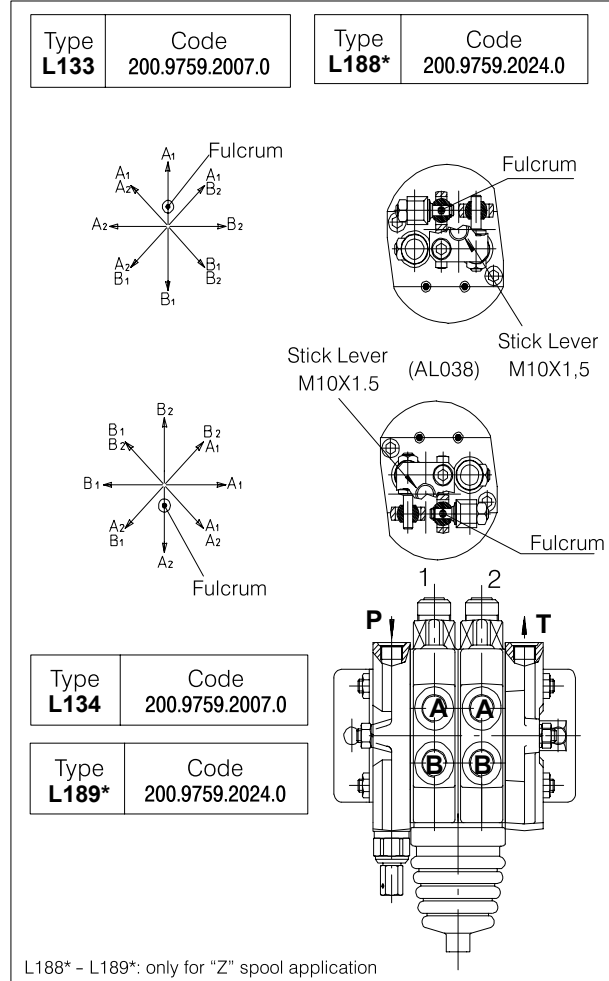 Type Code
L133 200.9759.2007.0
Type Code
L188* 200.9759.2024.0
Fulcrum
A1
A1
A2
A1
B2
A2
B2
A2
B1
B1
B2
B1
Fulcrum
Stick Lever
M10X1,5
Stick Lever
M10X1.5
(AL038)
B2
B1
B2
B2
A1
B1
A1
A2
B1
A1
A2
A2
Fulcrum
Fulcrum
1 2
P T
A A
B B
Type Code
L134 200.9759.2007.0
Type Code
L189* 200.9759.2024.0
L188* - L189*: only for “Z” spool application